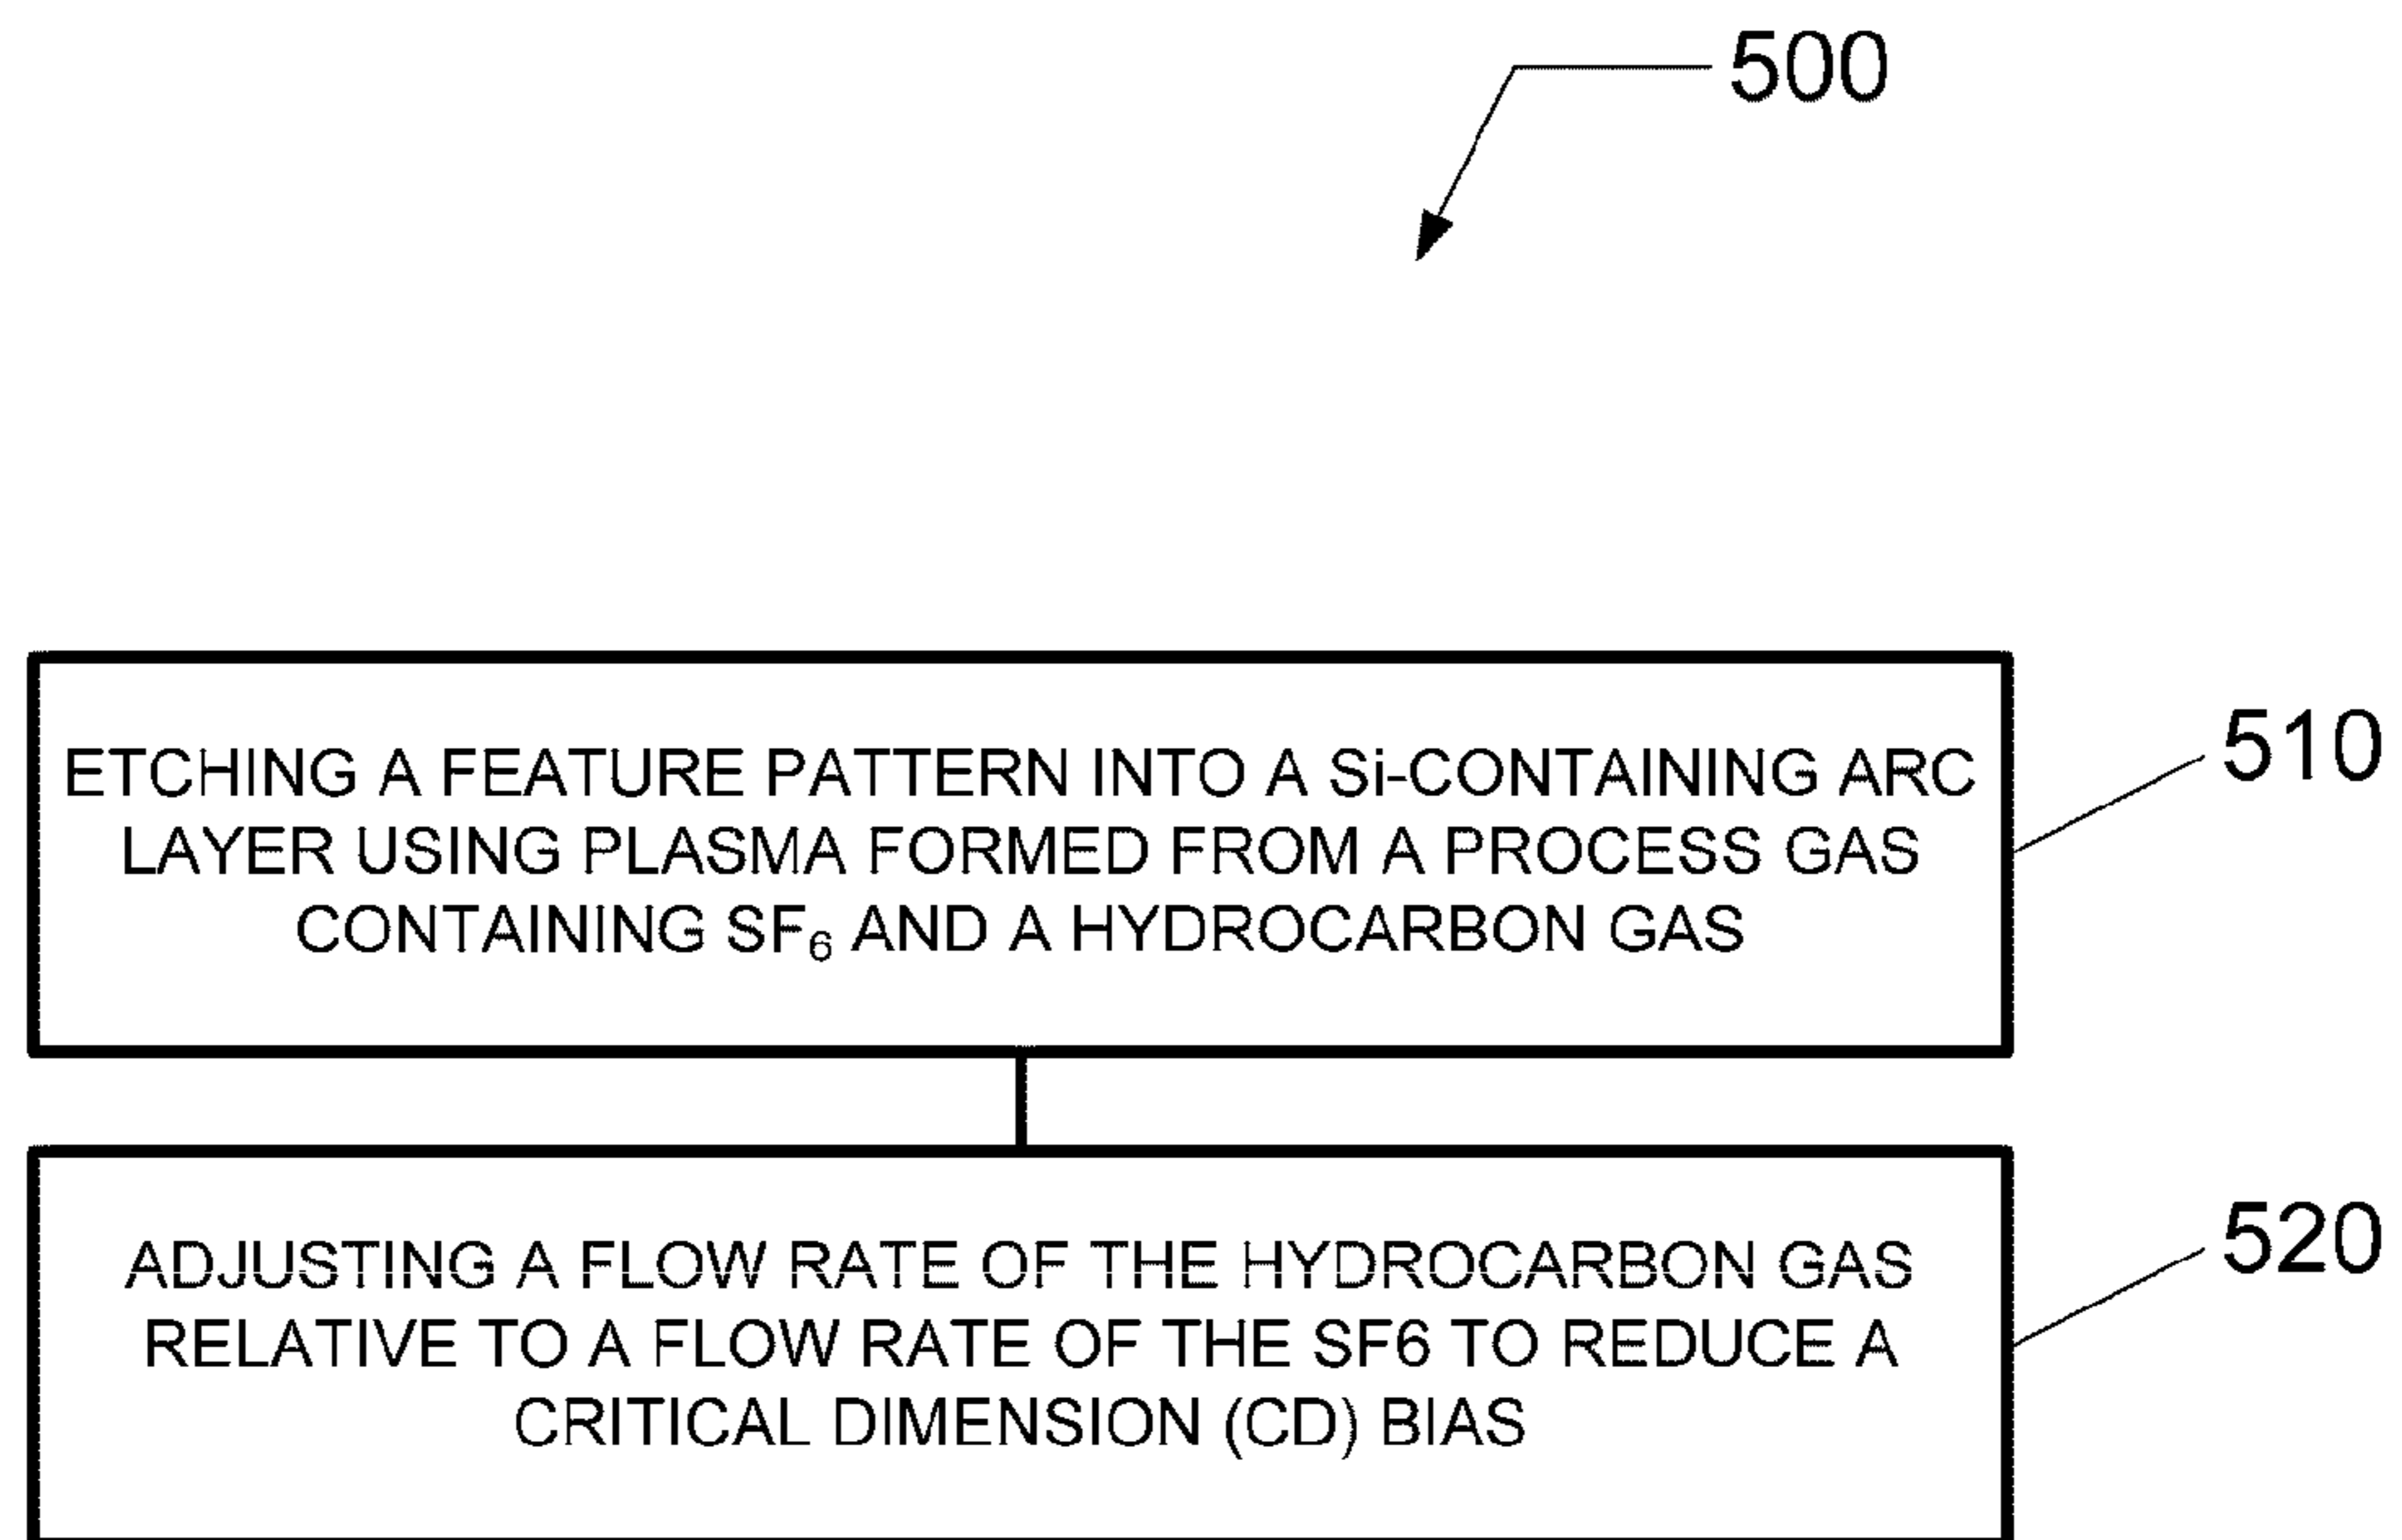 500
ETCHING A FEATURE PATTERN INTO A Si-CONTAINING ARC
LAYER USING PLASMA FORMED FROM A PROCESS GAS
CONTAINING SF₆ AND A HYDROCARBON GAS
510
ADJUSTING A FLOW RATE OF THE HYDROCARBON GAS
RELATIVE TO A FLOW RATE OF THE SF6 TO REDUCE A
CRITICAL DIMENSION (CD) BIAS
520